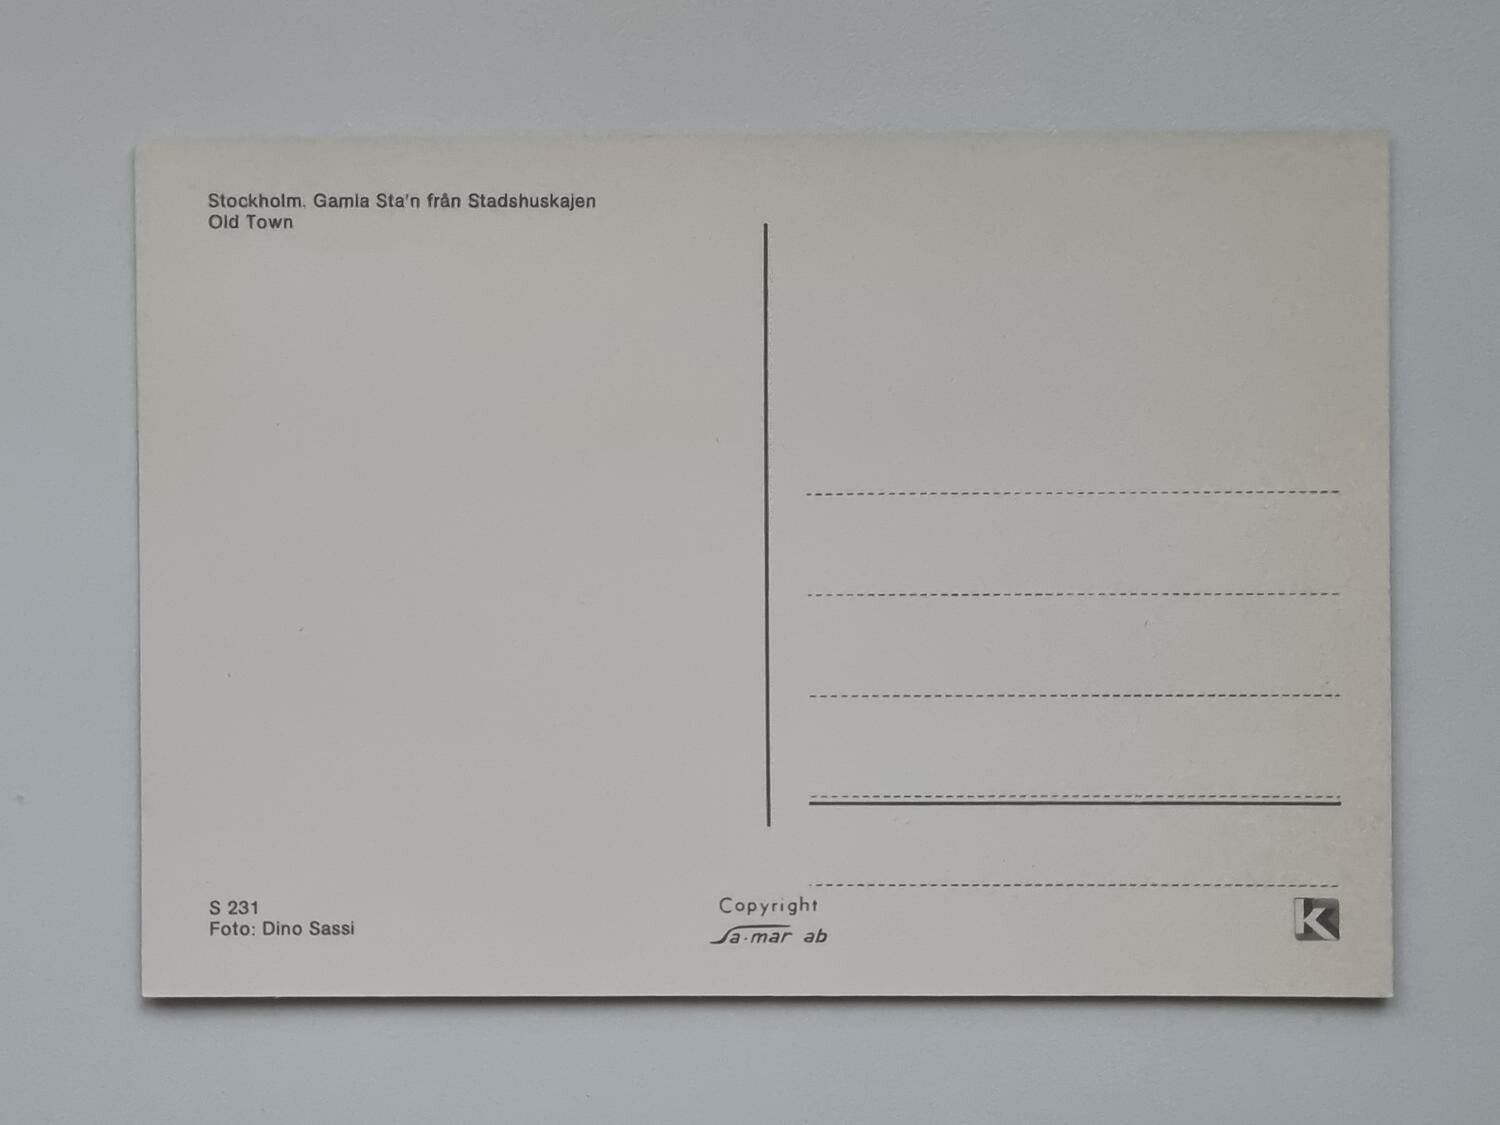 Stockholm. Gamla Sta'n från Stadshuskajen
Old Town
S 231
Foto: Dino Sassi
Copyright
Sa-mar ab
K